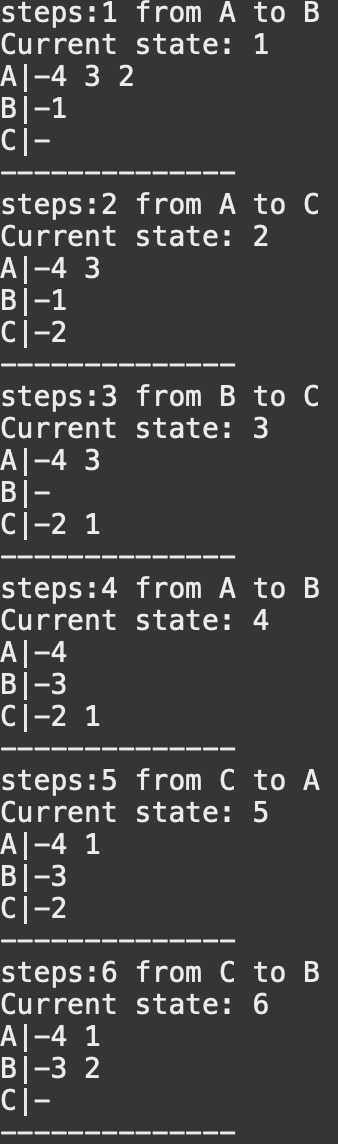 steps:1 from A to B
Current state: 1
A|-4 3 2
B|-1
C|-
--------------
steps:2 from A to C
Current state: 2
A|-4 3
B|-1
C|-2
--------------
steps:3 from B to C
Current state: 3
A|-4 3
B|-
C|-2 1
--------------
steps:4 from A to B
Current state: 4
A|-4
B|-3
C|-2 1
--------------
steps:5 from C to A
Current state: 5
A|-4 1
B|-3
C|-2
--------------
steps:6 from C to B
Current state: 6
A|-4 1
B|-3 2
C|-
--------------